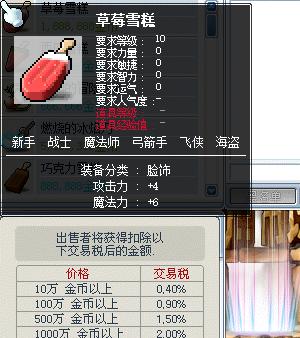 草莓雪糕
要求等级： 10
要求力量： 0
要求敏捷： 0
要求智力： 0
要求运气： 0
要求人气度： -
道具等级
道具经验值： -
新手 战士 魔法师 弓箭手 飞侠 海盗
装备分类 ： 脸饰
攻击力 ： +4
魔法力 ： +6
燃烧的冰焰
巧克力
出售者将获得扣除以
下交易税后的金额.
价格 交易税
10万 金币以上 0,40%
100万 金币以上 0,90%
500万 金币以上 1,50%
1000万 金币以上 2,00%